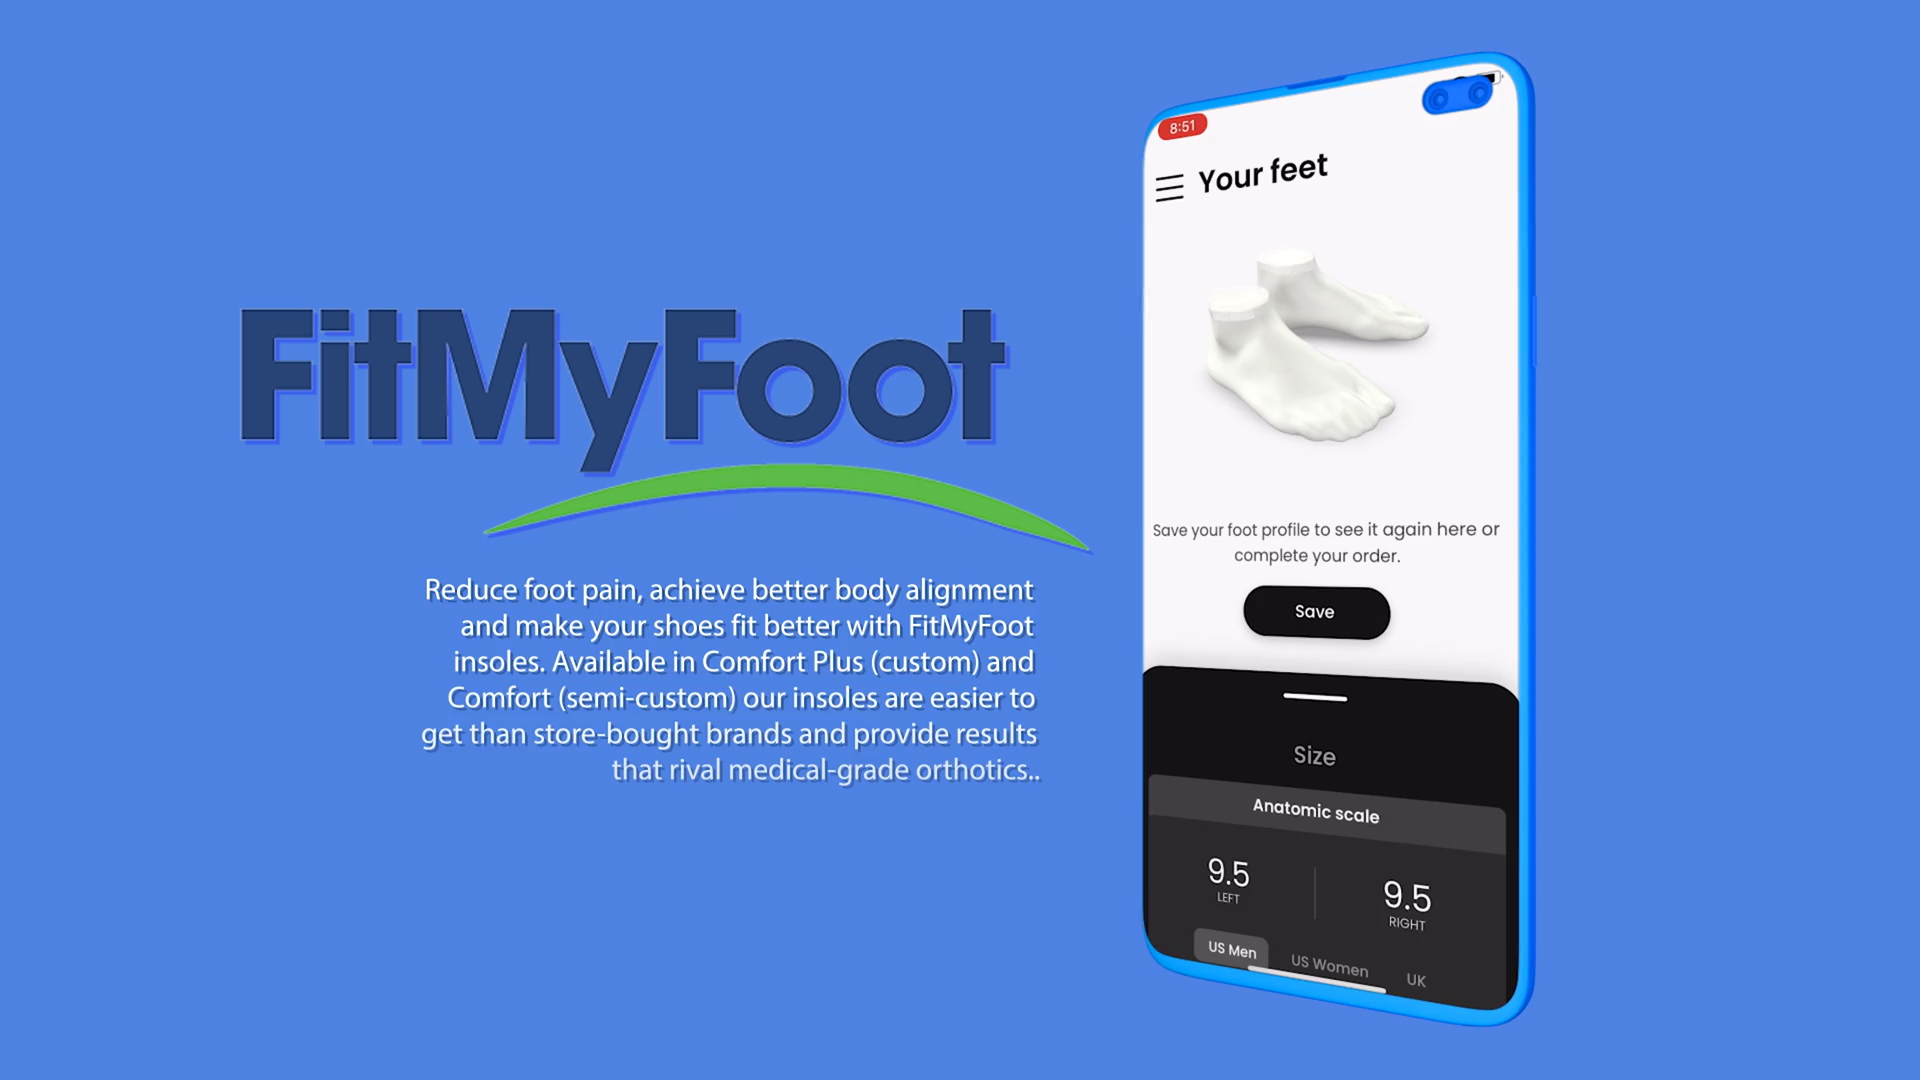 FitMyFoot
Reduce foot pain, achieve better body alignment
and make your shoes fit better with FitMyFoot
insoles. Available in Comfort Plus (custom) and
Comfort (semi-custom) our insoles are easier to
get than store-bought brands and provide results
that rival medical-grade orthotics..
8:51
Your feet
Save your foot profile to see it again here or
complete your order.
Save
Size
Anatomic scale
9.5 9.5
LEFT RIGHT
US Men US Women UK